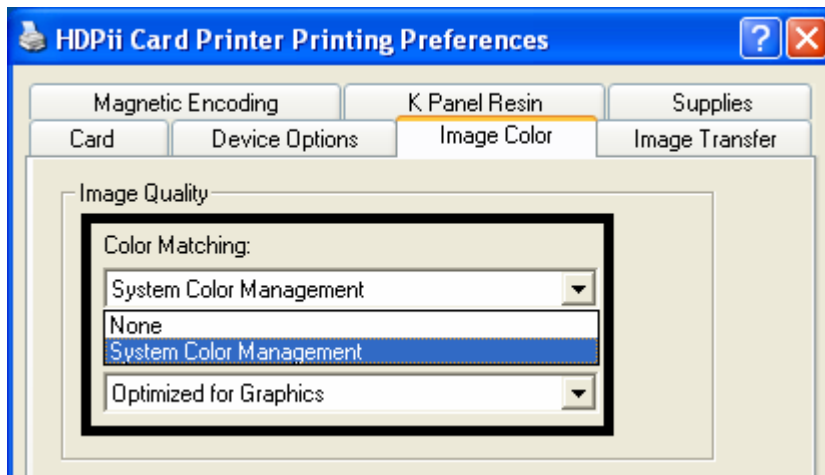 HDPii Card Printer Printing Preferences
Magnetic Encoding K Panel Resin Supplies
Card Device Options Image Color Image Transfer
Image Quality
Color Matching:
System Color Management
None
System Color Management
Optimized for Graphics